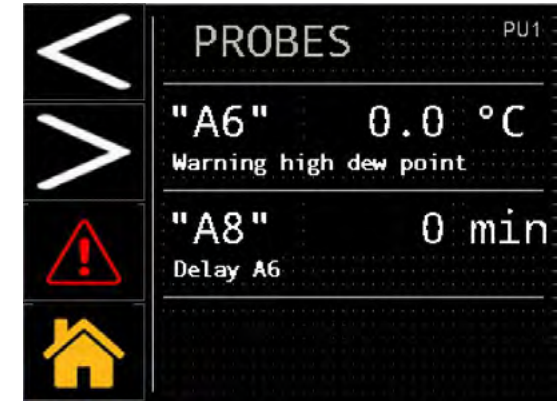 PROBES
PU1
"A6" 0.0 °C
Warning high dew point
"A8" 0 min
Delay A6